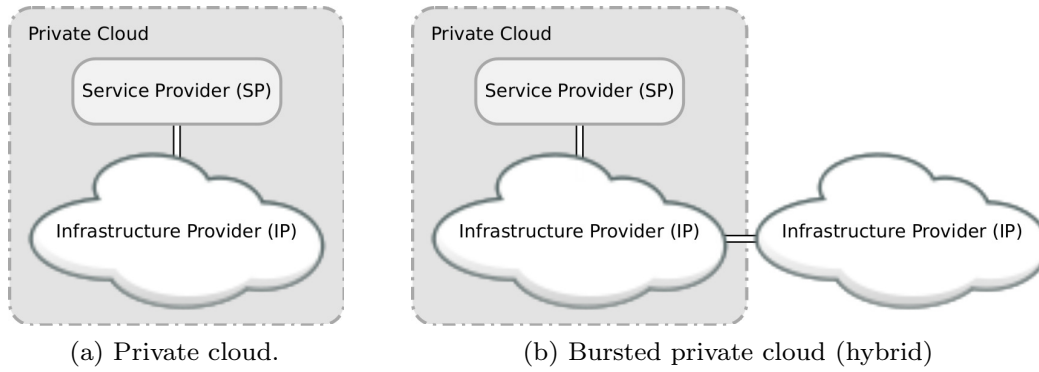 Private Cloud
Service Provider (SP)
Infrastructure Provider (IP)
(a) Private cloud.
Private Cloud
Service Provider (SP)
Infrastructure Provider (IP)
Infrastructure Provider (IP)
(b) Bursted private cloud (hybrid)